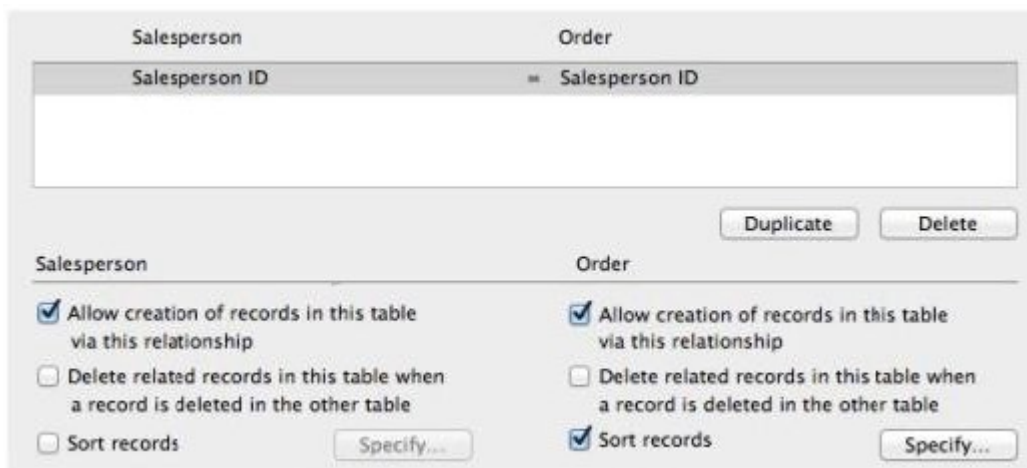 Salesperson Order
Salesperson ID = Salesperson ID
Duplicate Delete
Salesperson Order
Allow creation of records in this table Allow creation of records in this table
via this relationship via this relationship
Delete related records in this table when Delete related records in this table when
a record is deleted in the other table a record is deleted in the other table
Sort records Specify... Sort records Specify...